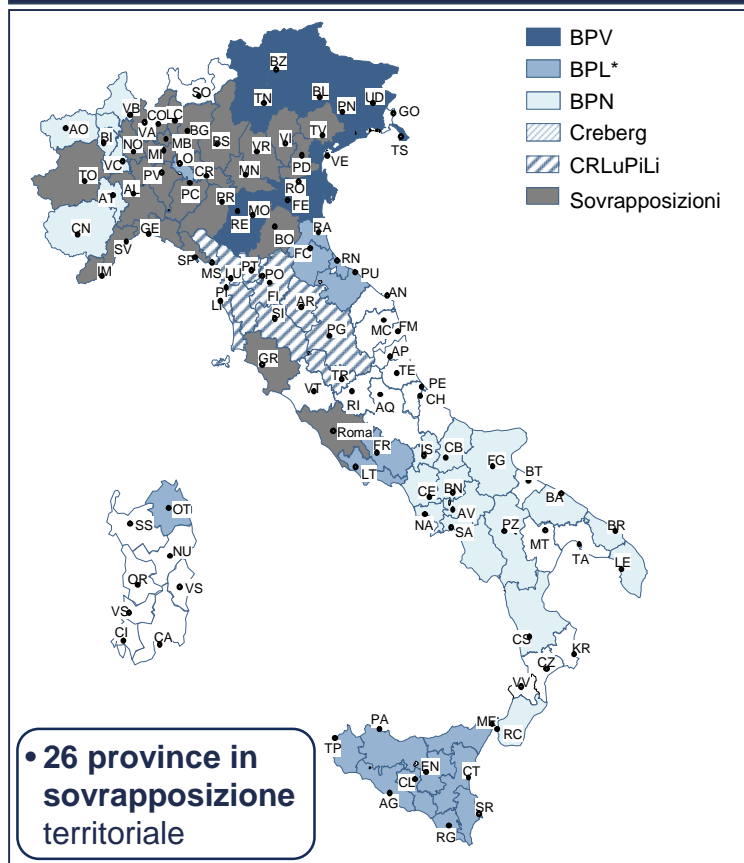 BPV
BPL*
BPN
Creberg
CRLuPiLi
Sovrapposizioni
BZ
SO
BL
UD
TN
PN
GO
VB
CO
LC
TV
TS
AO
VA
BG
BS
VR
VI
BI
NO
MB
MI
VE
VC
LO
PD
TO
PV
CR
MN
RO
AT
AL
PC
PR
MO
FE
RE
CN
GE
BO
RA
SV
SP
FC
IM
MS
PT
RN
LU
PO
PU
PI
FI
LI
AR
AN
SI
MC
FM
PG
AP
GR
TR
TE
VT
RI
PE
AQ
CH
Roma
FR
IS
CB
FG
LT
BT
CE
BN
BA
OT
AV
NA
PZ
BR
SS
SA
MT
TA
NU
LE
OR
VS
VS
CS
CI
CA
KR
CZ
VV
PA
ME
RC
TP
EN
CT
CL
AG
SR
RG
• 26 province in
sovrapposizione
territoriale